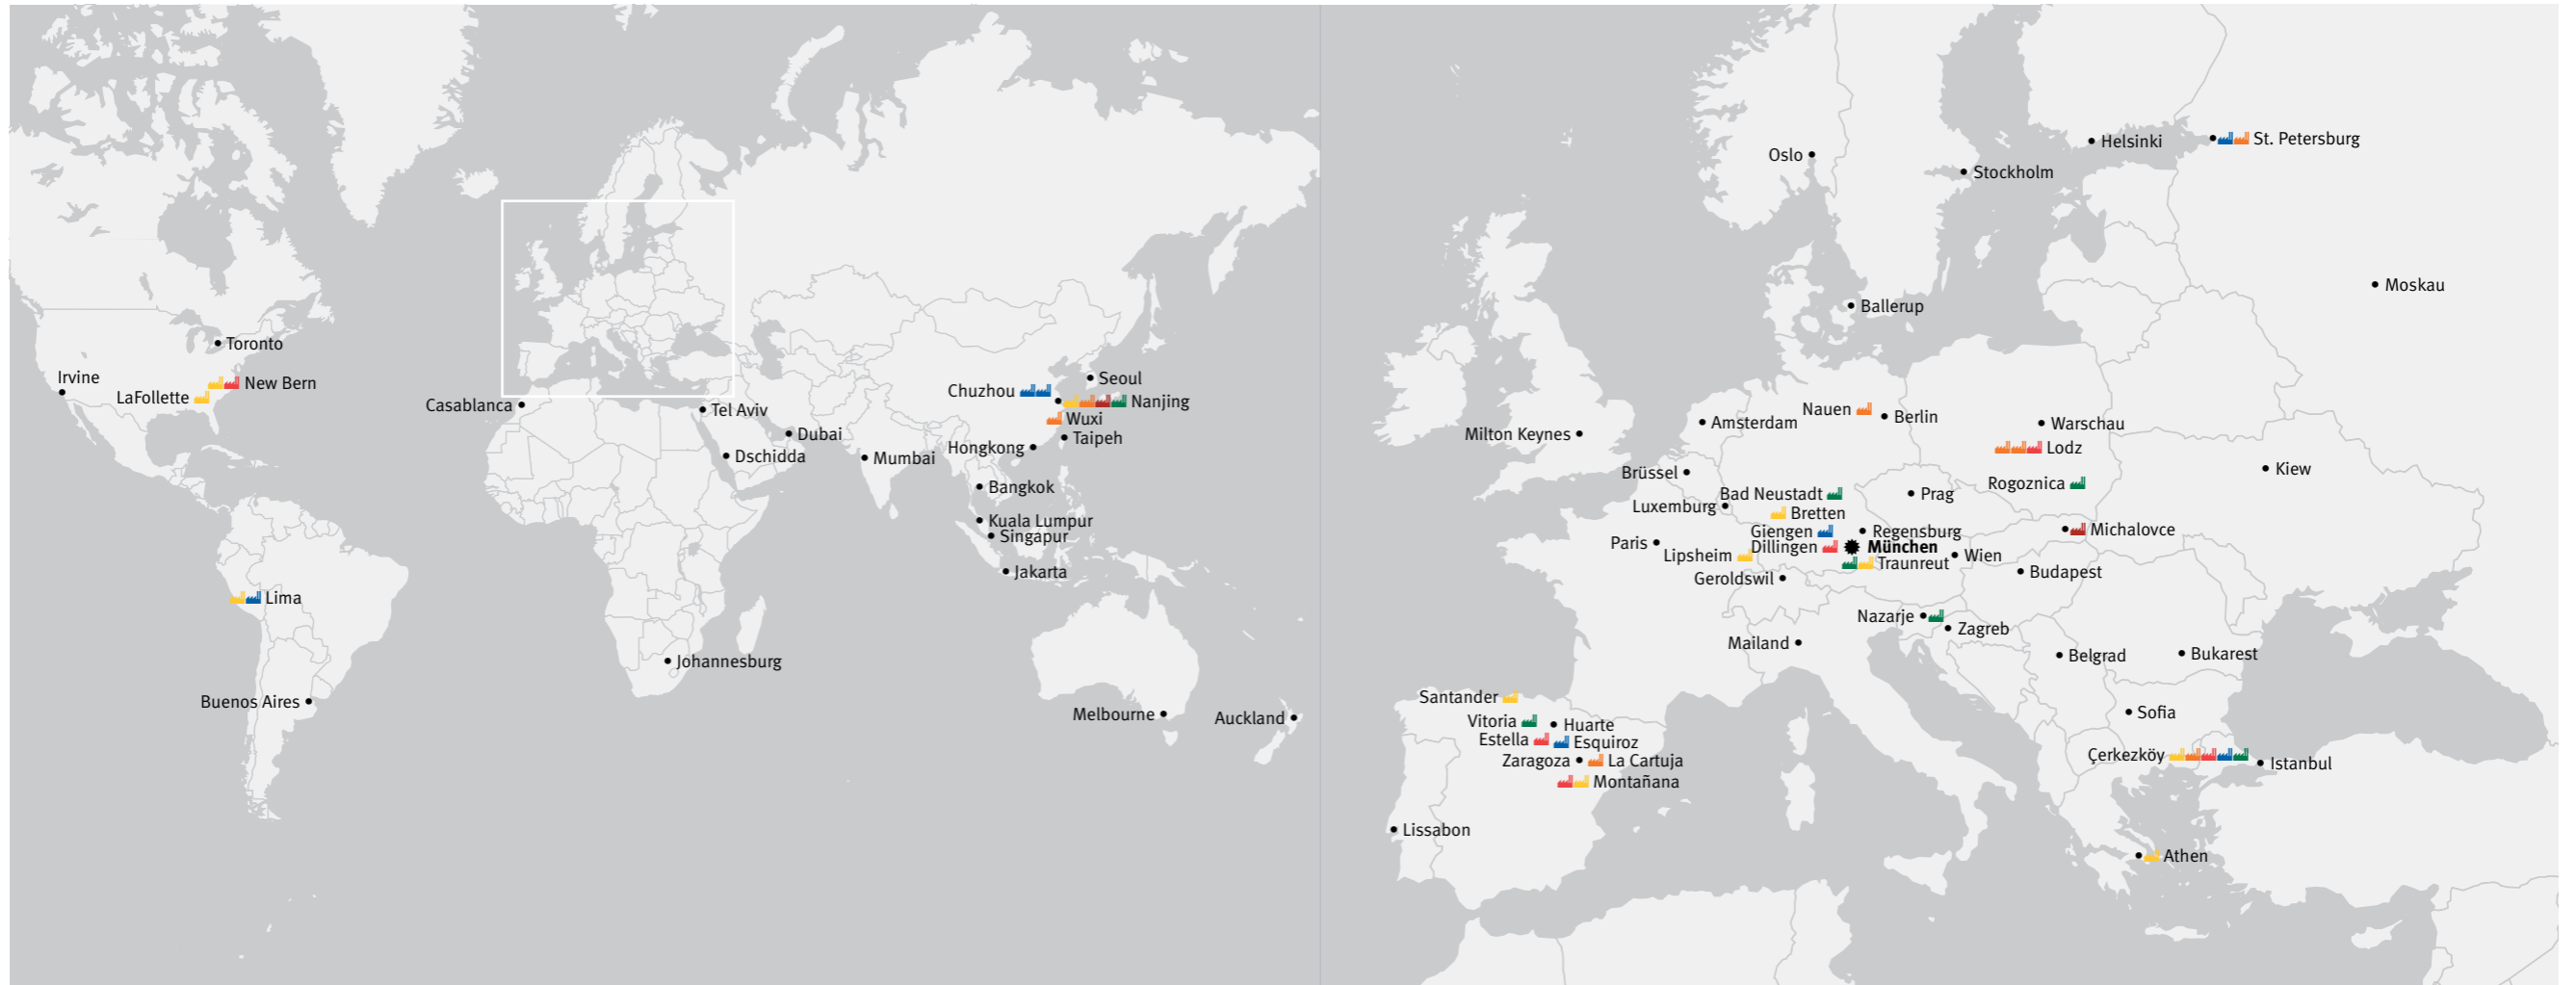 Toronto
Irvine
New Bern
LaFollette
Lima
Buenos Aires
Casablanca
Tel Aviv
Dubai
Dschidda
Mumbai
Johannesburg
Chuzhou
Seoul
Nanjing
Wuxi
Taipeh
Hongkong
Bangkok
Kuala Lumpur
Singapur
Jakarta
Melbourne
Auckland
Oslo
Stockholm
Helsinki
St. Petersburg
Moskau
Ballerup
Milton Keynes
Amsterdam
Nauen
Berlin
Warschau
Lodz
Kiew
Brüssel
Rogoznica
Bad Neustadt
Prag
Luxemburg
Bretten
Giengen
Regensburg
Michalovce
Paris
Lipsheim
Dillingen
München
Wien
Traunreut
Geroldswil
Budapest
Nazarje
Zagreb
Mailand
Belgrad
Bukarest
Santander
Vitoria
Huarte
Estella
Esquiroz
Zaragoza
La Cartuja
Montañana
Sofia
Çerkezköy
Istanbul
Lissabon
Athen